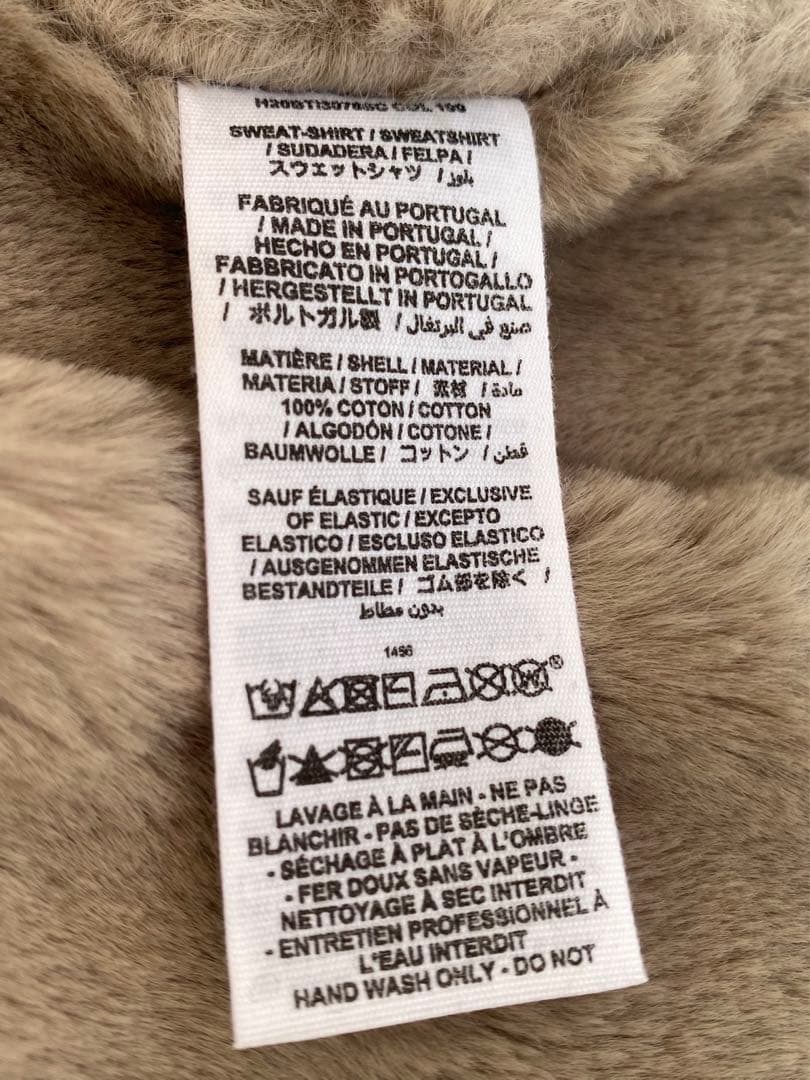 COL 190
SWEAT-SHIRT / SWEATSHIRT
/ SUDADERA / FELPA /
スウェットシャツ / بلوز
FABRIQUÉ AU PORTUGAL
/ MADE IN PORTUGAL /
HECHO EN PORTUGAL /
FABBRICATO IN PORTOGALLO
/ HERGESTELLT IN PORTUGAL
/ ポルトガル製 / صنع في البرتغال
MATIÈRE / SHELL / MATERIAL /
MATERIA / STOFF / 素材 / مادة
100% COTON / COTTON
/ ALGODÓN / COTONE /
BAUMWOLLE / コットン / قطن
SAUF ÉLASTIQUE / EXCLUSIVE
OF ELASTIC / EXCEPTO
ELASTICO / ESCLUSO ELASTICO
/ AUSGENOMMEN ELASTISCHE
BESTANDTEILE / ゴム部を除く /
بدون مطاط
1456
LAVAGE À LA MAIN - NE PAS
BLANCHIR - PAS DE SÈCHE-LINGE
- SÉCHAGE À PLAT À L'OMBRE
- FER DOUX SANS VAPEUR -
NETTOYAGE À SEC INTERDIT
- ENTRETIEN PROFESSIONNEL À
L'EAU INTERDIT
HAND WASH ONLY - DO NOT